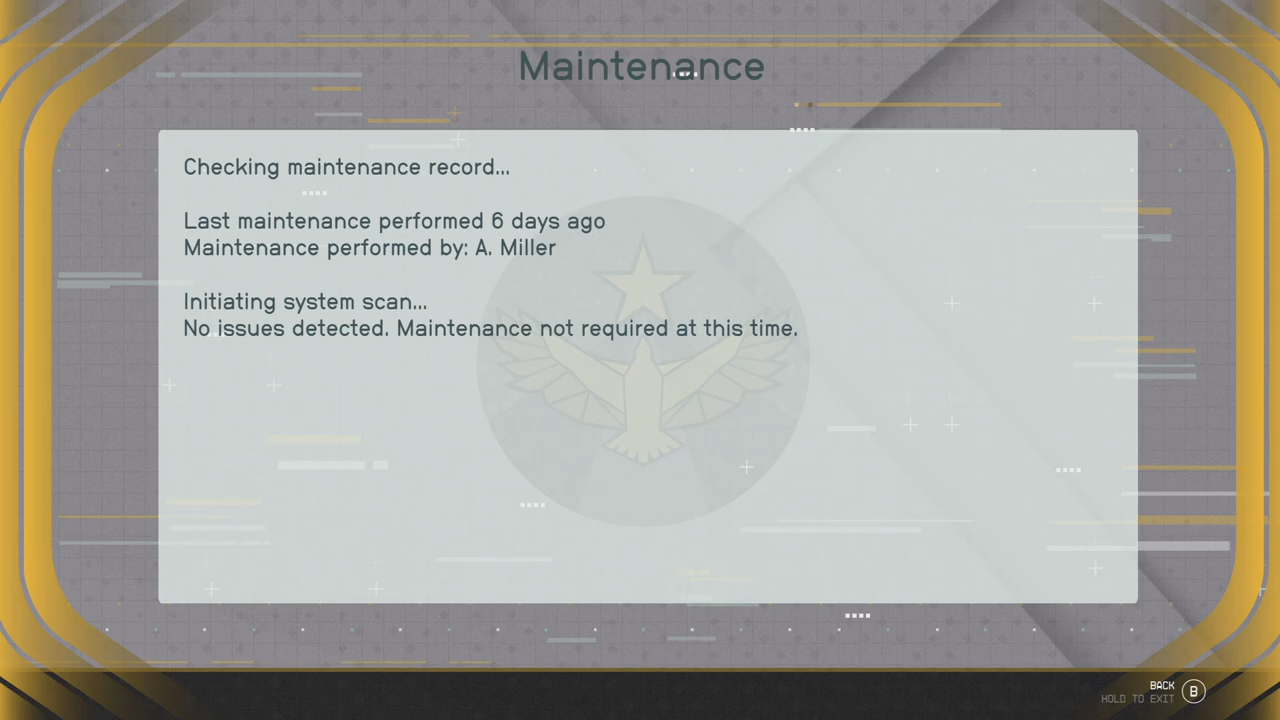 Maintenance
Checking maintenance record...
Last maintenance performed 6 days ago
Maintenance performed by: A. Miller
Initiating system scan...
No issues detected. Maintenance not required at this time.
BACK
HOLD TO EXIT
B